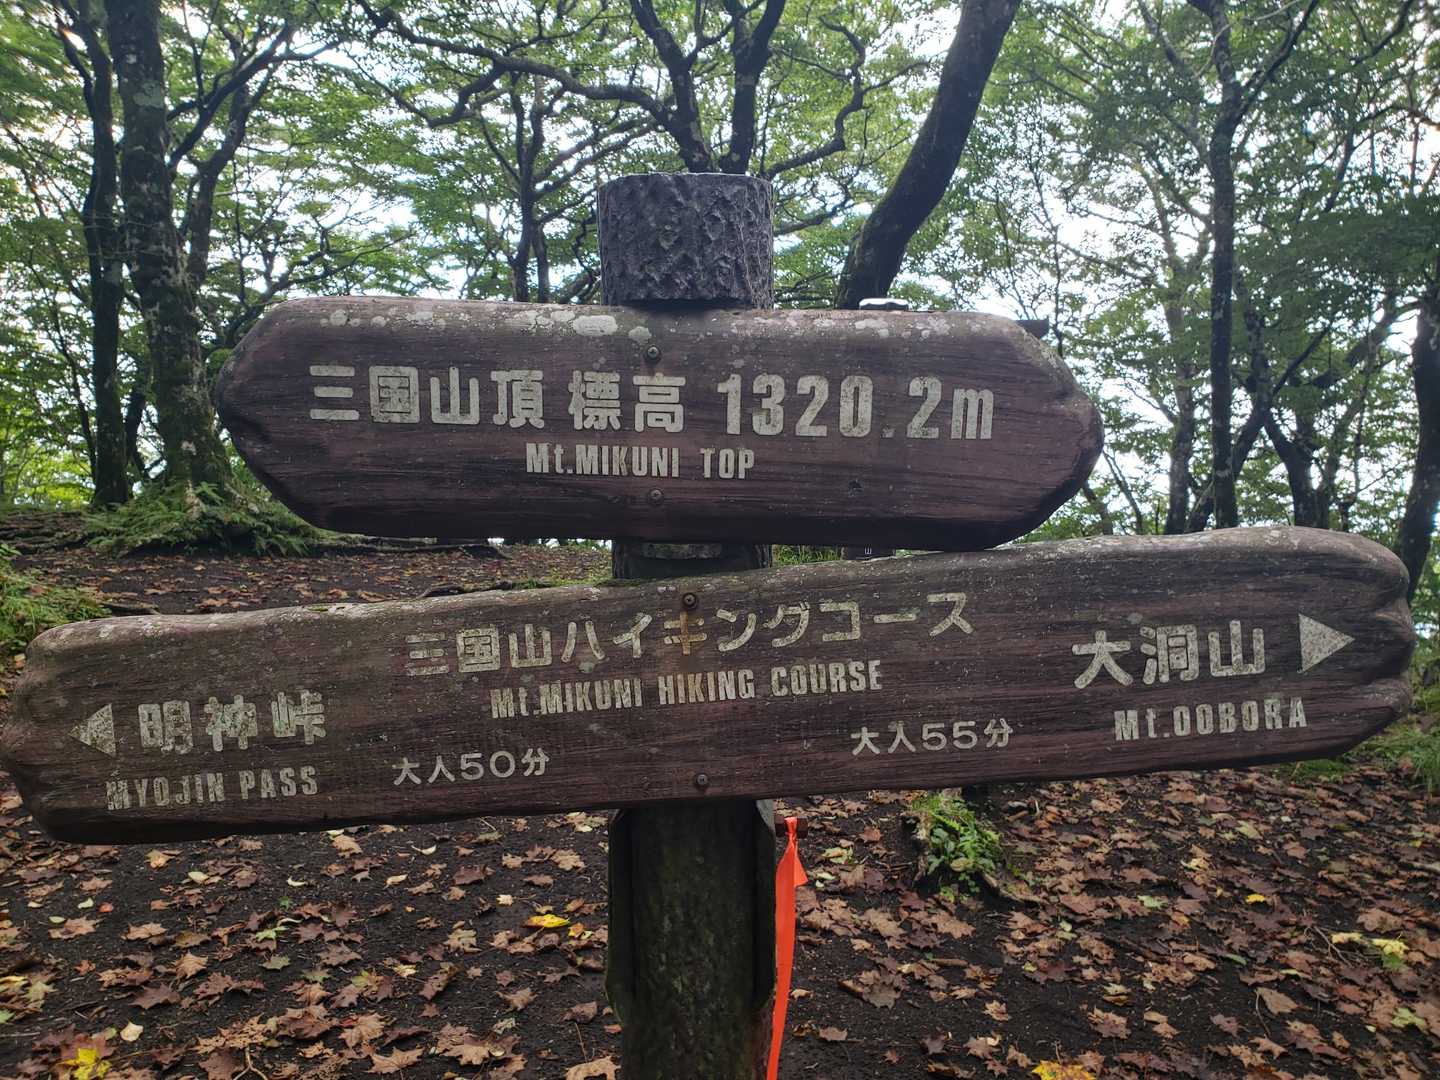 三国山頂 標高 1320.2m
Mt.MIKUNI TOP
三国山ハイキングコース
Mt.MIKUNI HIKING COURSE
◀ 明神峠
MYOJIN PASS
大人50分
大人55分
大洞山 ▶
Mt.OOBORA